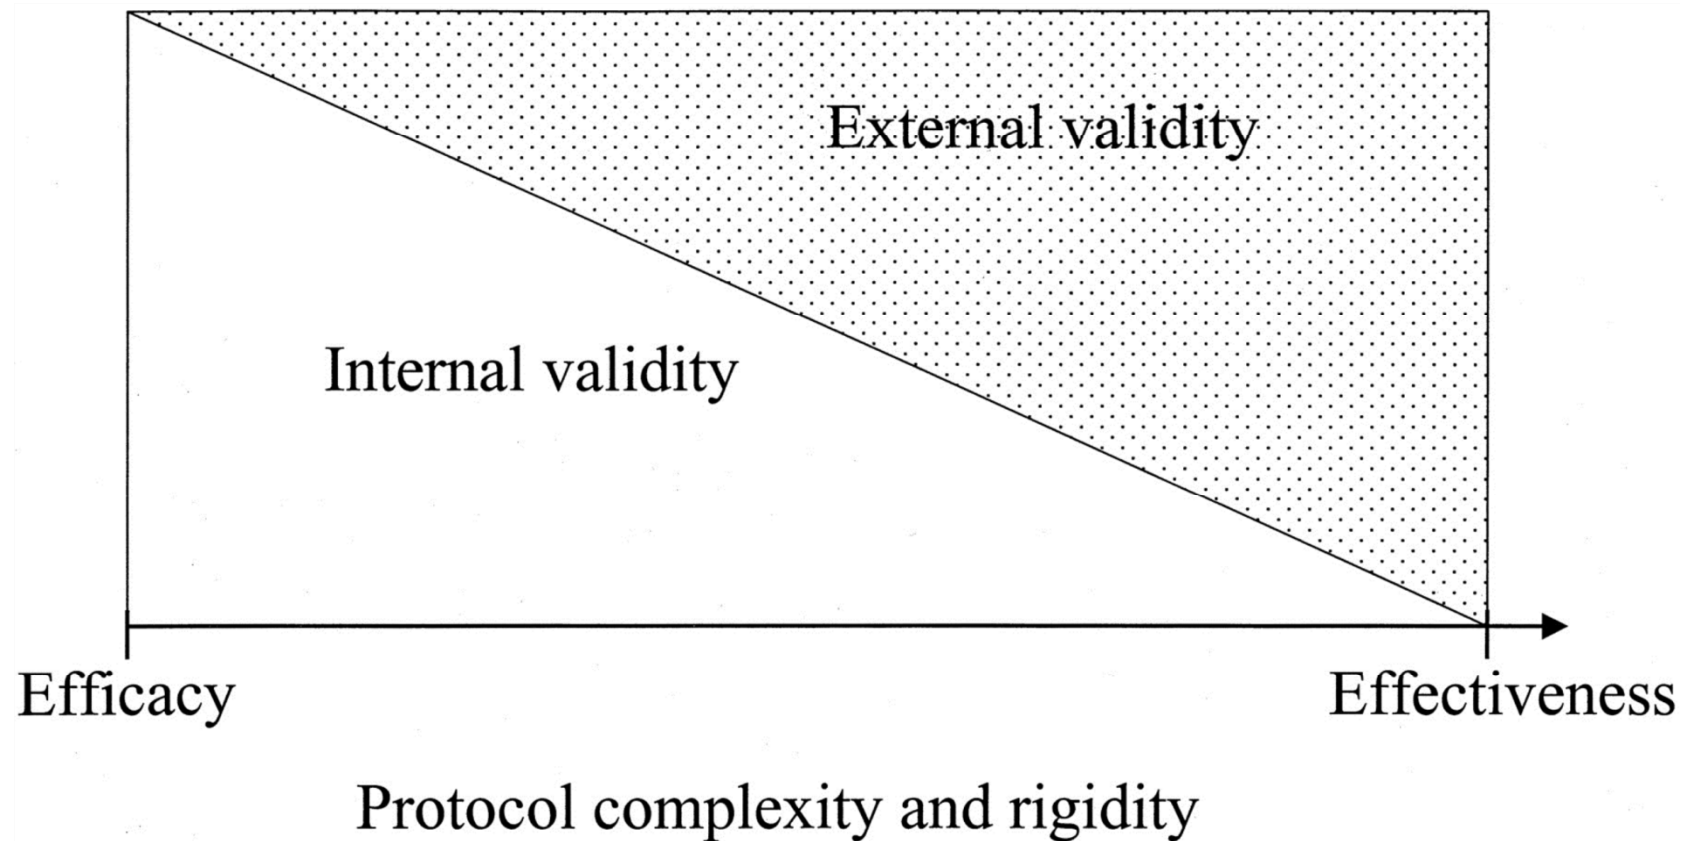 External validity
Internal validity
Efficacy
Effectiveness
Protocol complexity and rigidity